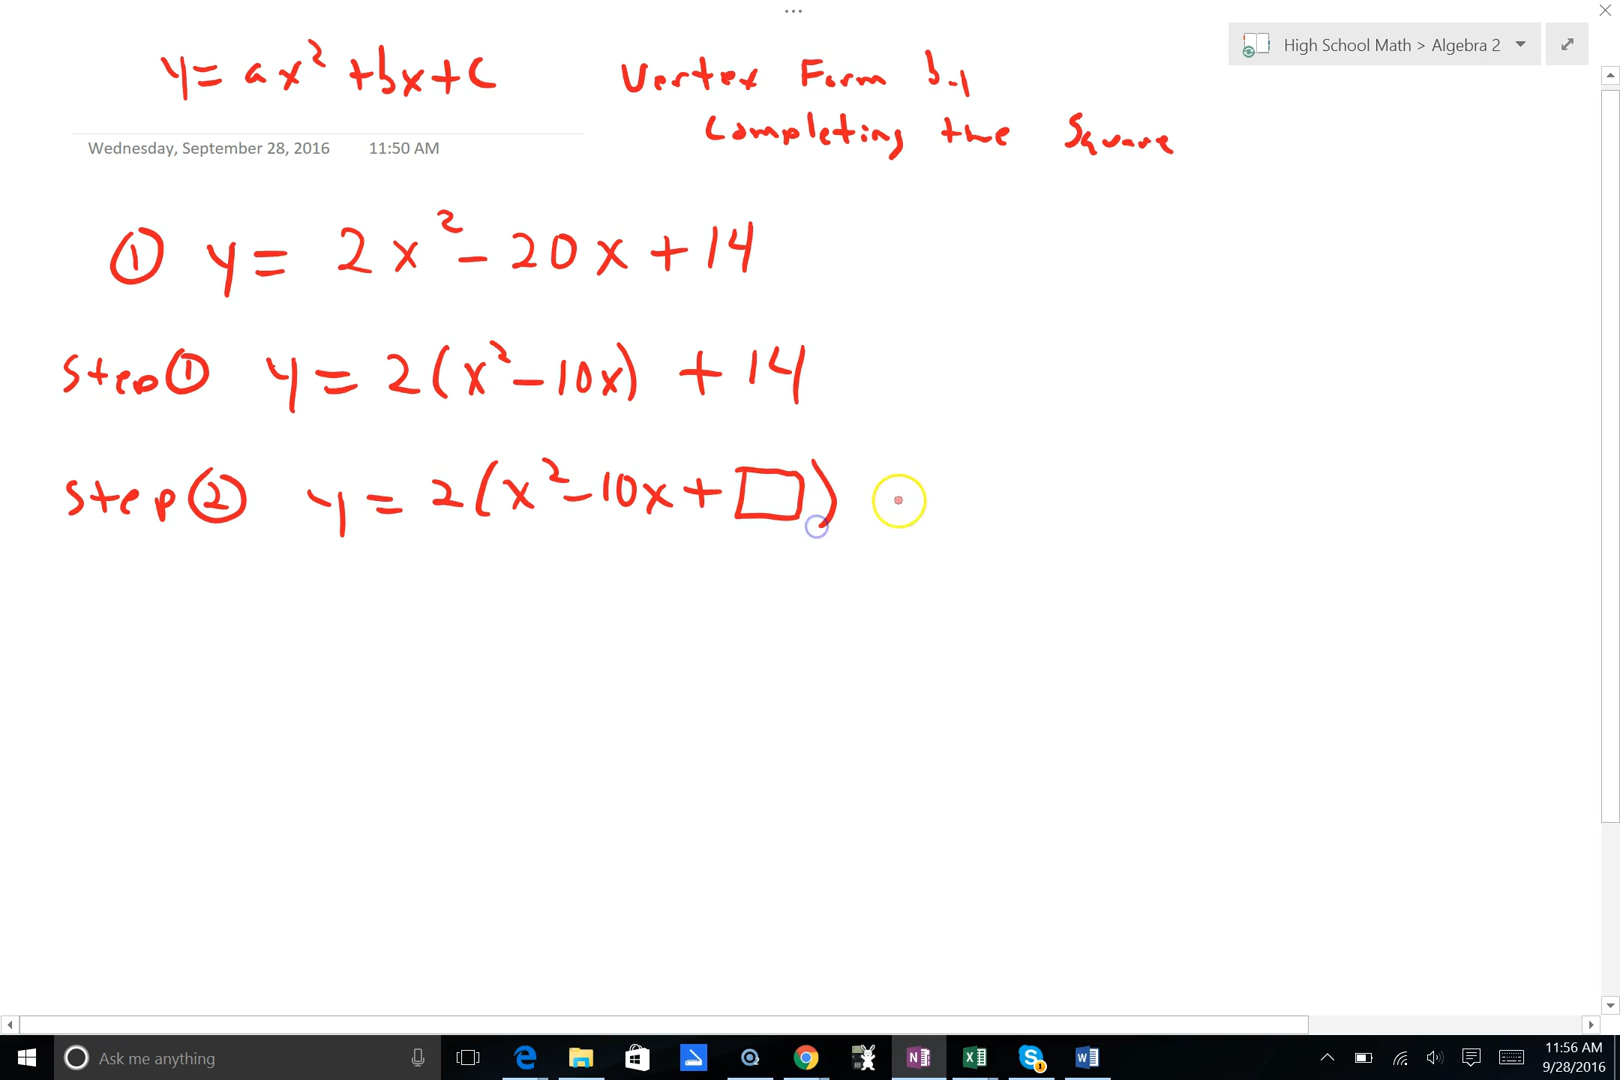 ...
High School Math > Algebra 2
y = ax² + bx + c
Vertex Form by
Completing the Square
Wednesday, September 28, 2016 11:50 AM
① y = 2x² - 20x + 14
Step ① y = 2(x² - 10x) + 14
Step ② y = 2(x² - 10x + □)
Ask me anything
11:56 AM
9/28/2016